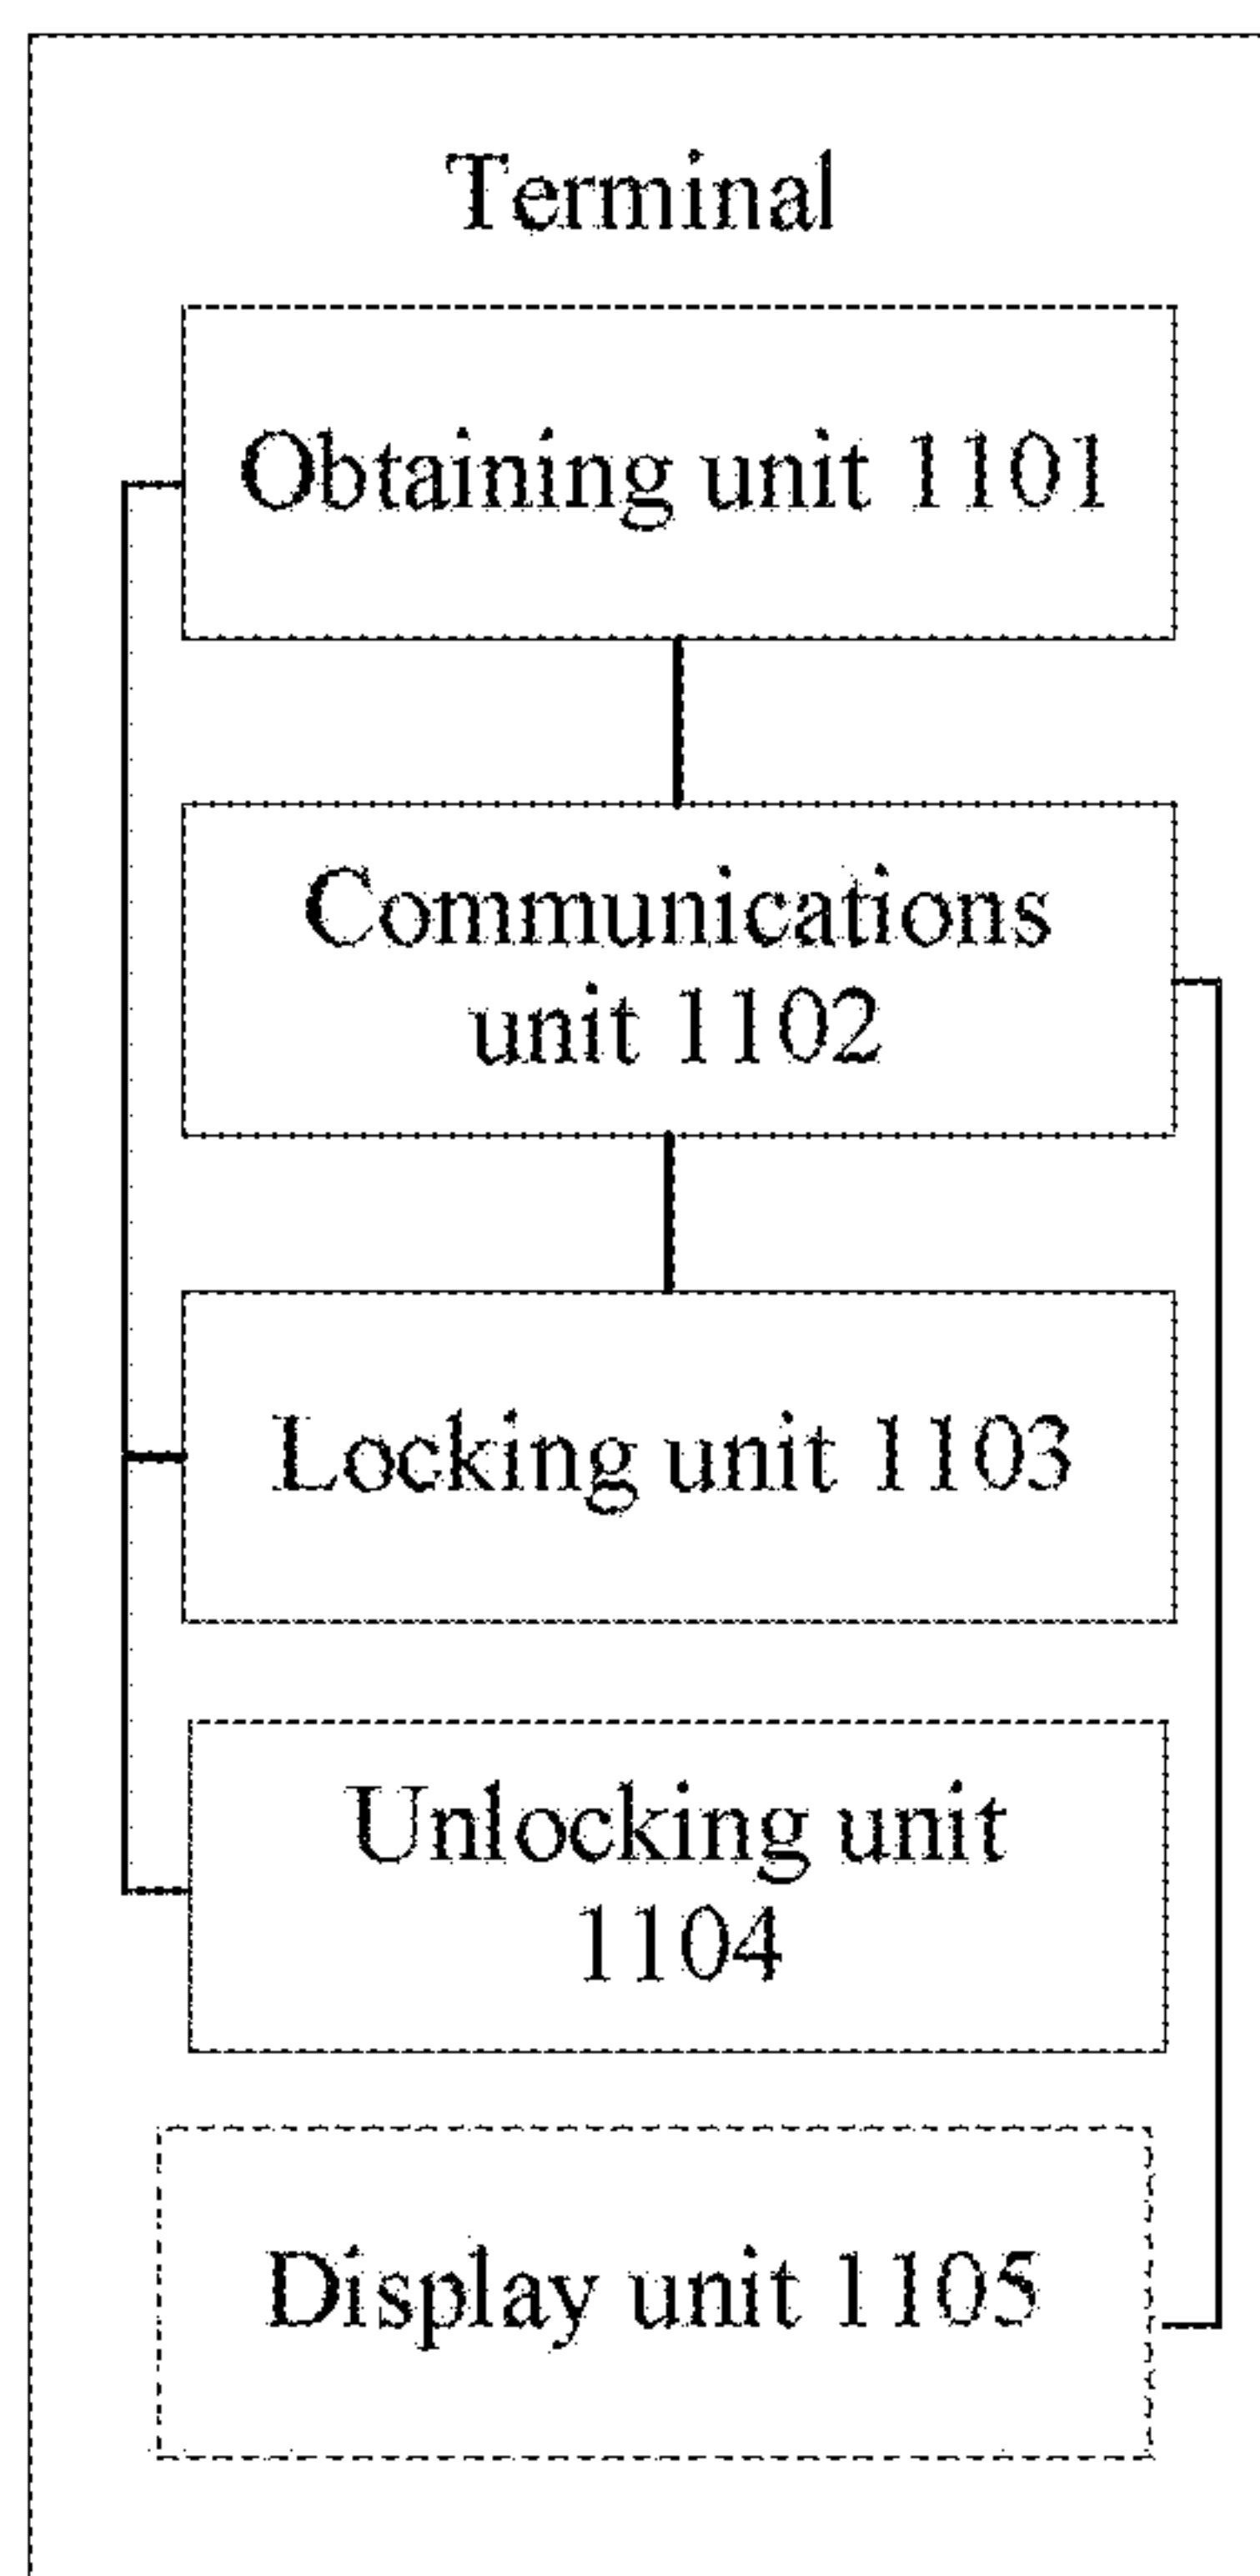 Terminal
Obtaining unit 1101
Communications
unit 1102
Locking unit 1103
Unlocking unit
1104
Display unit 1105